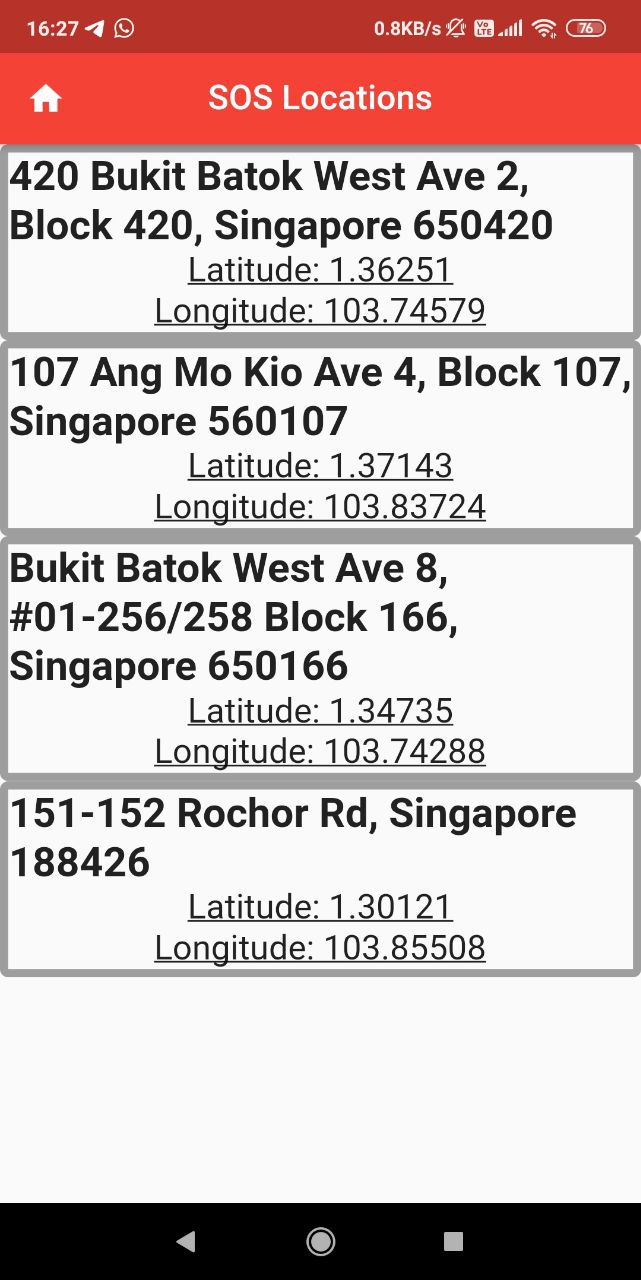 16:27 0.8KB/s Vo LTE 76
SOS Locations
420 Bukit Batok West Ave 2,
Block 420, Singapore 650420
Latitude: 1.36251
Longitude: 103.74579
107 Ang Mo Kio Ave 4, Block 107,
Singapore 560107
Latitude: 1.37143
Longitude: 103.83724
Bukit Batok West Ave 8,
#01-256/258 Block 166,
Singapore 650166
Latitude: 1.34735
Longitude: 103.74288
151-152 Rochor Rd, Singapore
188426
Latitude: 1.30121
Longitude: 103.85508